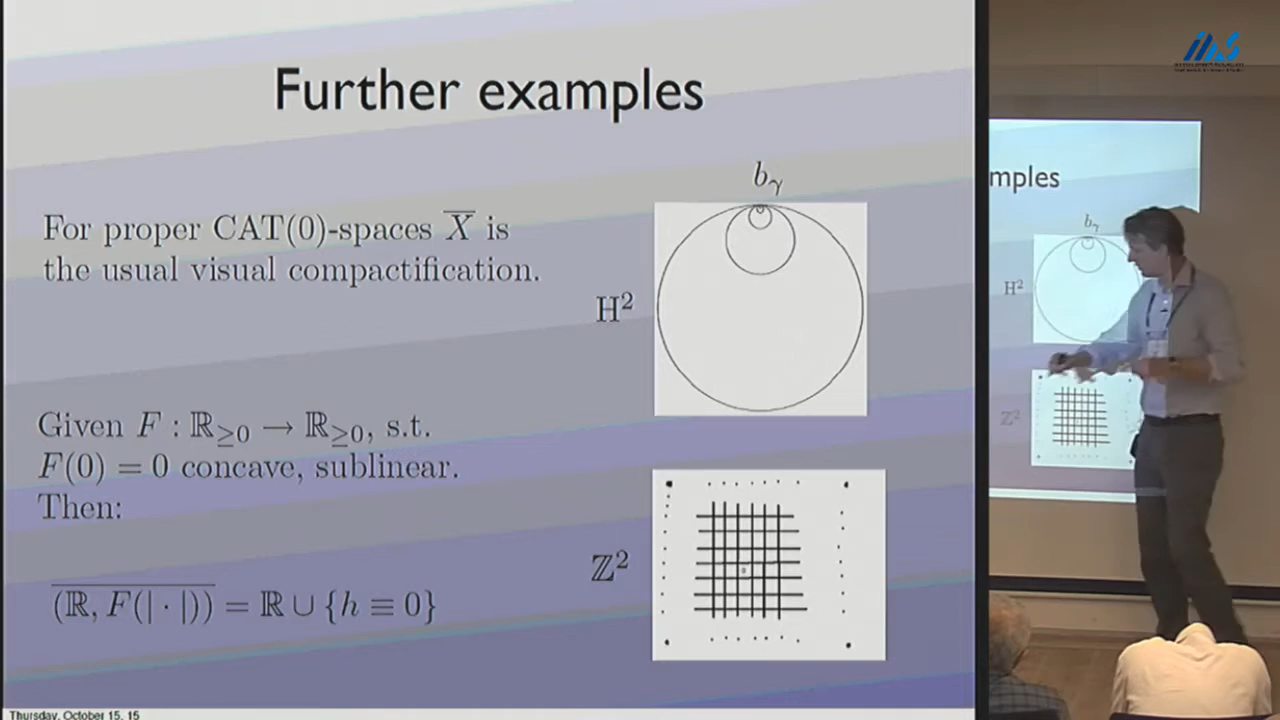 Further examples
For proper CAT(0)-spaces $\overline{X}$ is
the usual visual compactification.
$b_\gamma$
$\mathrm{H}^2$
Given $F : \mathbb{R}_{\geq 0} \to \mathbb{R}_{\geq 0}$, s.t.
$F(0) = 0$ concave, sublinear.
Then:
$\overline{(\mathbb{R}, F(|\cdot|))} = \mathbb{R} \cup \{h \equiv 0\}$
$\mathbb{Z}^2$
Thursday, October 15, 15
mples
$b_\gamma$
$\mathrm{H}^2$
$\mathbb{Z}^2$